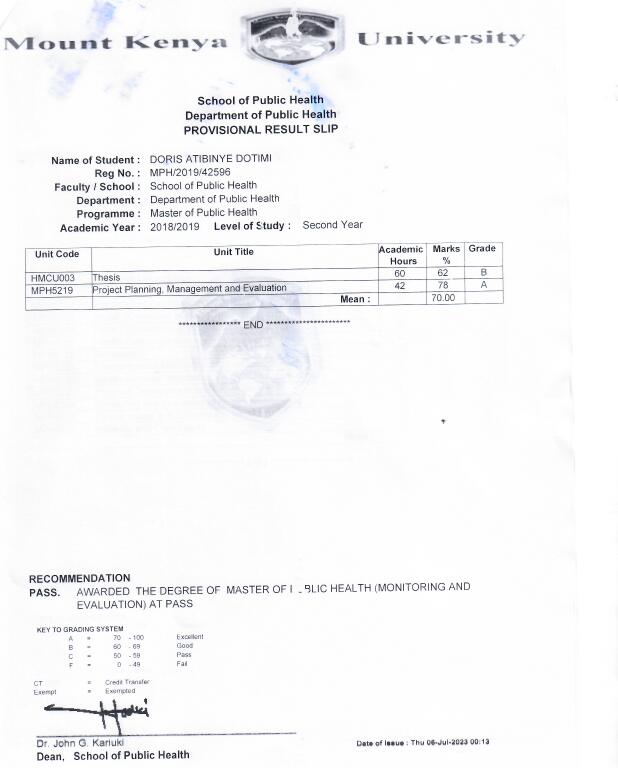 Mount Kenya University
School of Public Health
Department of Public Health
PROVISIONAL RESULT SLIP
Name of Student : DORIS ATIBINYE DOTIMI
Reg No. : MPH/2019/42596
Faculty / School : School of Public Health
Department : Department of Public Health
Programme : Master of Public Health
Academic Year : 2018/2019 Level of Study : Second Year
Unit Code Unit Title Academic Hours Marks % Grade
HMCU003 Thesis 60 62 B
MPH5219 Project Planning, Management and Evaluation 42 78 A
Mean : 70.00
***************** END ***********************
RECOMMENDATION
PASS. AWARDED THE DEGREE OF MASTER OF HEALTH (MONITORING AND
EVALUATION) AT PASS
KEY TO GRADING SYSTEM
A = 70 - 100 Excellent
B = 60 - 69 Good
C = 50 - 59 Pass
F = 0 - 49 Fail
CT = Credit Transfer
Exempt = Exempted
Dr. John G. Kariuki
Dean, School of Public Health
Date of Issue : Thu 06-Jul-2023 00:13